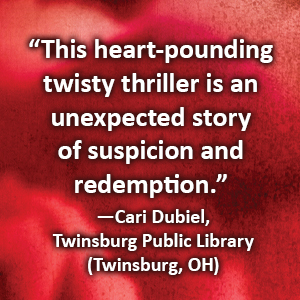 “This heart-pounding
twisty thriller is an
unexpected story
of suspicion and
redemption.”
—Cari Dubiel,
Twinsburg Public Library
(Twinsburg, OH)